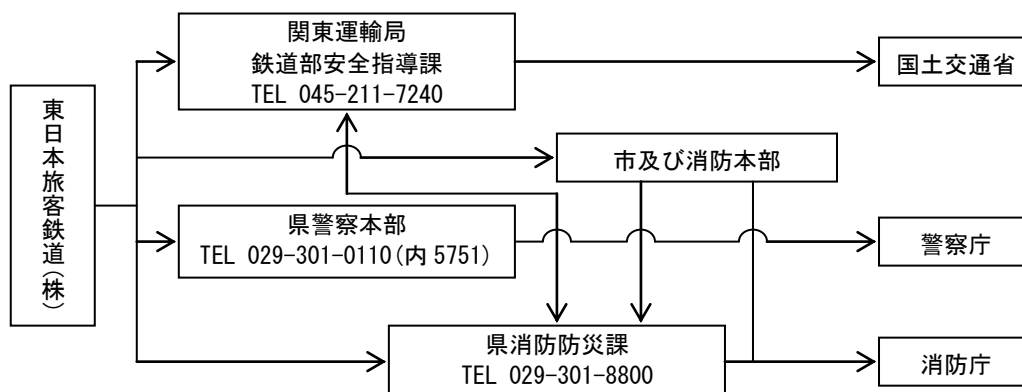 関東運輸局
鉄道部安全指導課
TEL 045-211-7240
国土交通省
東日本旅客鉄道(株)
市及び消防本部
県警察本部
TEL 029-301-0110(内 5751)
警察庁
県消防防災課
TEL 029-301-8800
消防庁